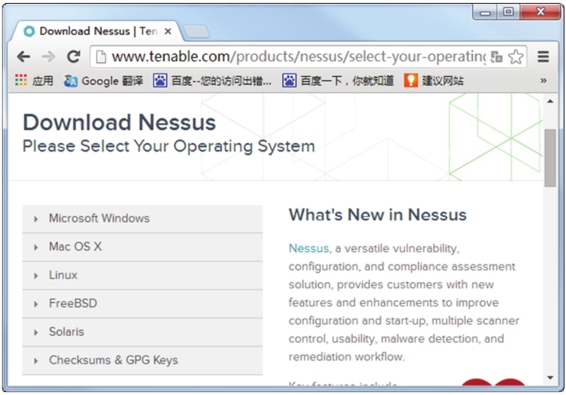 Download Nessus | Ten
www.tenable.com/products/nessus/select-your-operating
应用 Google 翻译 百度--您的访问出错... 百度一下，你就知道 建议网站 »
Download Nessus
Please Select Your Operating System
Microsoft Windows
Mac OS X
Linux
FreeBSD
Solaris
Checksums & GPG Keys
What's New in Nessus
Nessus, a versatile vulnerability,
configuration, and compliance assessment
solution, provides customers with new
features and enhancements to improve
configuration and start-up, multiple scanner
control, usability, malware detection, and
remediation workflow.
Key features include